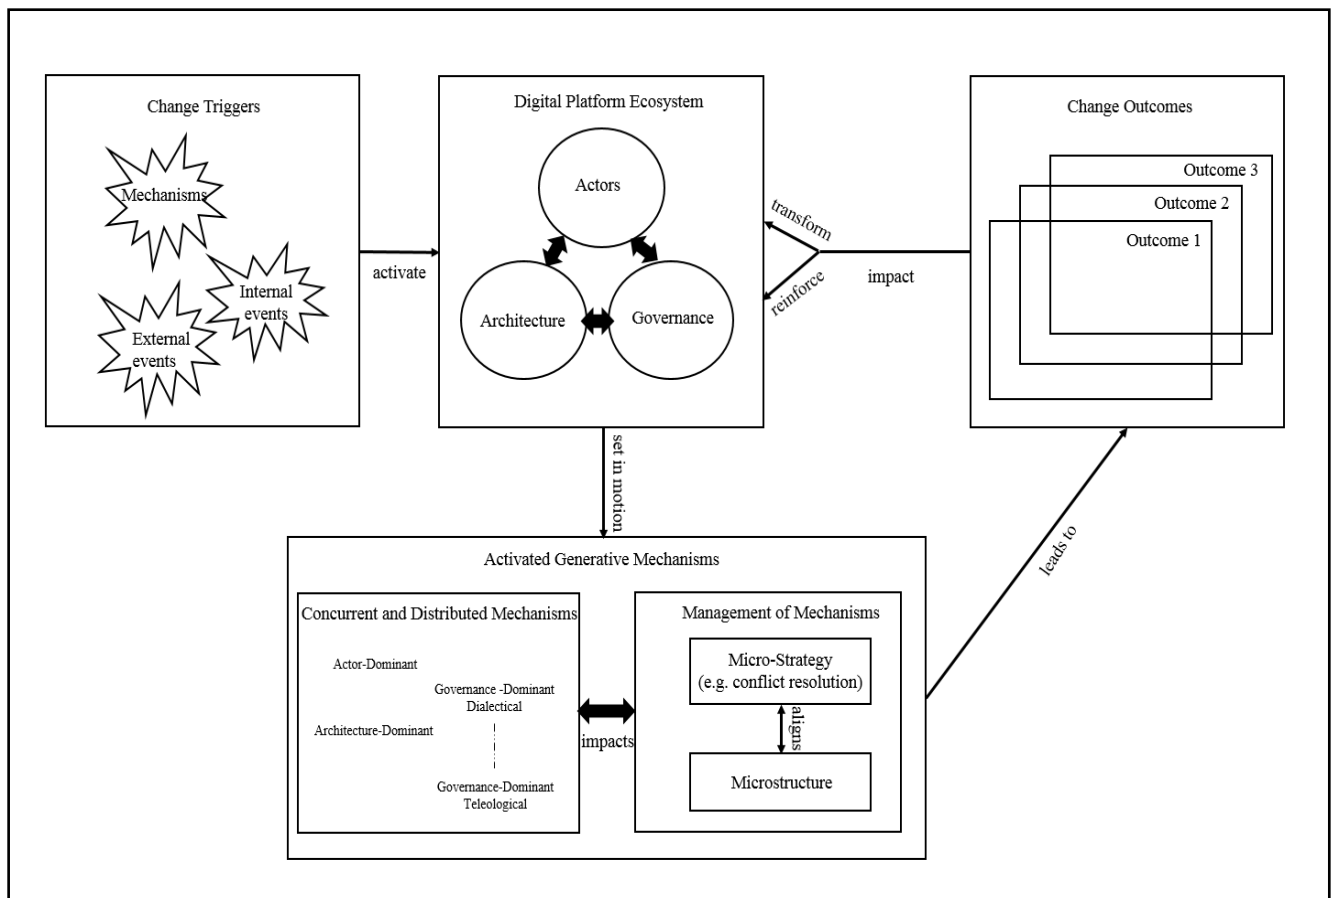 Change Triggers
Mechanisms
Internal
events
External
events
activate
Digital Platform Ecosystem
Actors
Architecture
Governance
transform
reinforce
impact
Change Outcomes
Outcome 3
Outcome 2
Outcome 1
set in motion
Activated Generative Mechanisms
Concurrent and Distributed Mechanisms
Actor-Dominant
Governance -Dominant
Dialectical
Architecture-Dominant
Governance-Dominant
Teleological
impacts
Management of Mechanisms
Micro-Strategy
(e.g. conflict resolution)
aligns
Microstructure
leads to